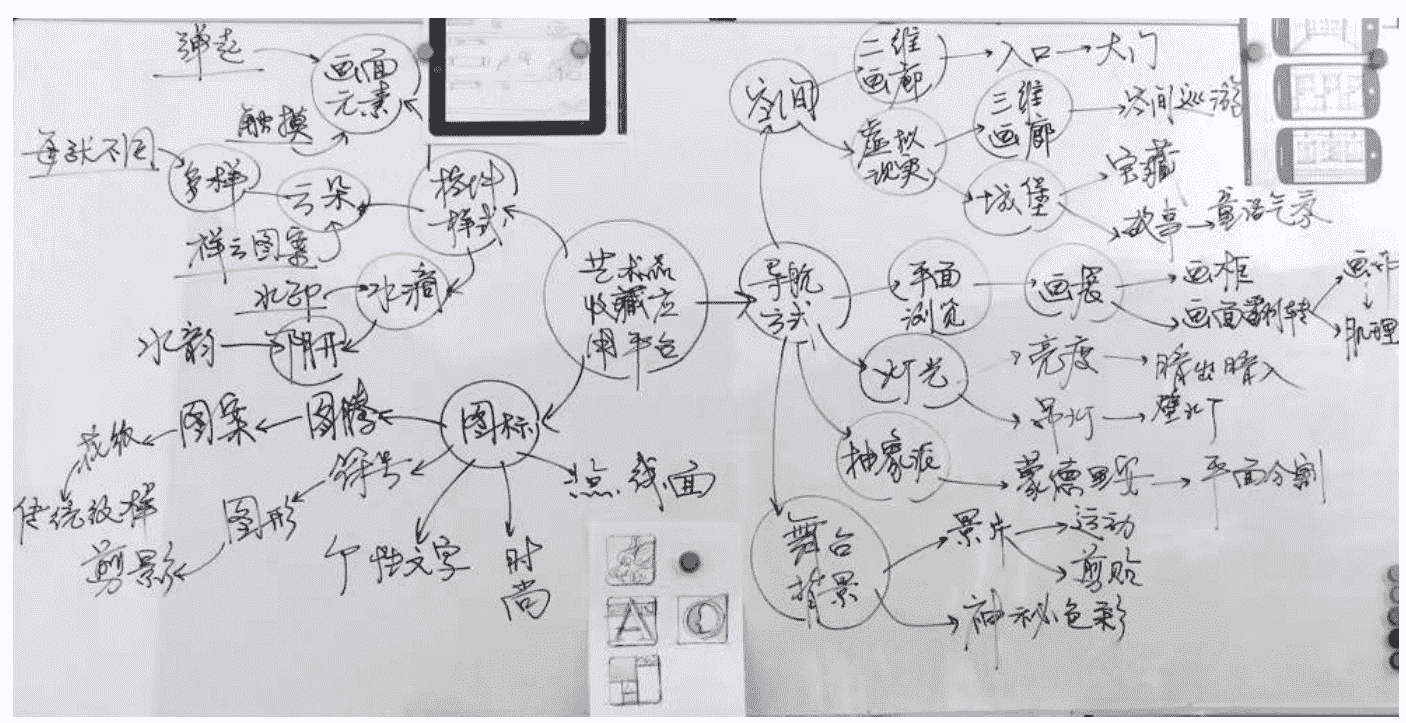 弹起
画面
元素
触摸
每张不同
多样
云朵
祥云图案
控件
样式
水滴
水印
水韵
阴开
艺术品
收藏应
用平台
图标
图腾
图案
花纹
传统纹样
符号
图形
剪影
个性文字
时
尚
点.线.面
A
空间
二维
画廊
入口
大门
虚拟
现实
三维
画廊
空间巡游
城堡
宝藏
故事
童话气氛
导航
方式
平面
浏览
画展
画框
画面翻转
肌理
灯光
亮度
暗出暗入
吊灯
壁灯
抽象派
蒙德里安
平面分割
舞台
背景
景片
运动
剪贴
神秘色彩